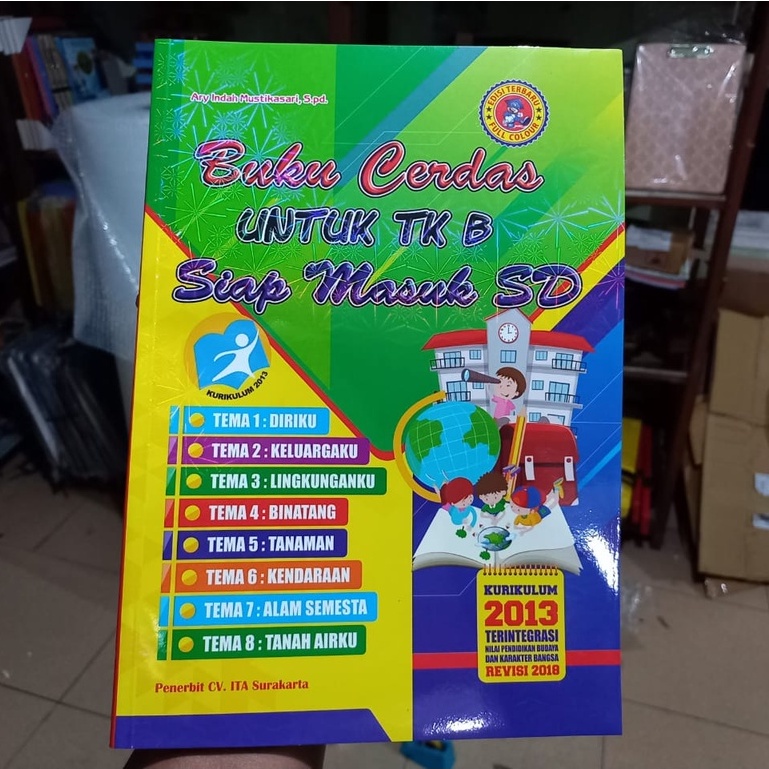 Ary Indah Mustikasari, S.pd.
EDISI TERBARU
FULL COLOUR
Buku Cerdas
UNTUK TK B
Siap Masuk SD
KURIKULUM 2013
TEMA 1 : DIRIKU
TEMA 2 : KELUARGAKU
TEMA 3 : LINGKUNGANKU
TEMA 4 : BINATANG
TEMA 5 : TANAMAN
TEMA 6 : KENDARAAN
TEMA 7 : ALAM SEMESTA
TEMA 8 : TANAH AIRKU
KURIKULUM
2013
TERINTEGRASI
NILAI PENDIDIKAN BUDAYA
DAN KARAKTER BANGSA
REVISI 2018
Penerbit CV. ITA Surakarta